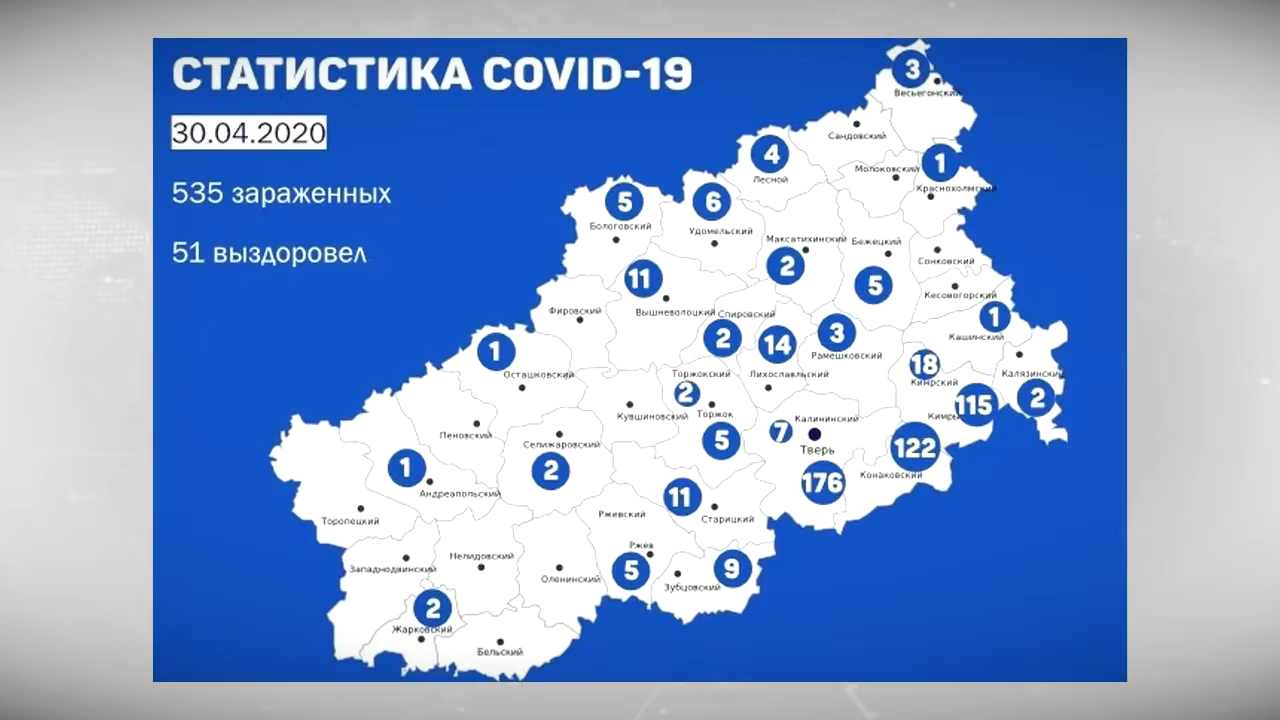 СТАТИСТИКА COVID-19
30.04.2020
535 зараженных
51 выздоровел
3
Весьегонский
Сандовский
4
Лесной
Молоковский
1
Краснохолмский
5
Бологовский
6
Удомельский
Максатихинский
2
Бежецкий
5
Сонковский
Кесовогорский
11
Вышневолоцкий
Фировский
Спировский
2
14
Лихославльский
3
Рамешковский
1
Кашинский
18
Кимрский
Калязинский
2
Кимры
115
1
Осташковский
Торжокский
2
Торжок
5
Кувшиновский
Калининский
7
Тверь
176
122
Конаковский
Пеновский
Селижаровский
2
1
Андреапольский
Торопецкий
11
Старицкий
Ржевский
Ржев
5
Зубцовский
9
Западнодвинский
Нелидовский
Оленинский
2
Жарковский
Бельский